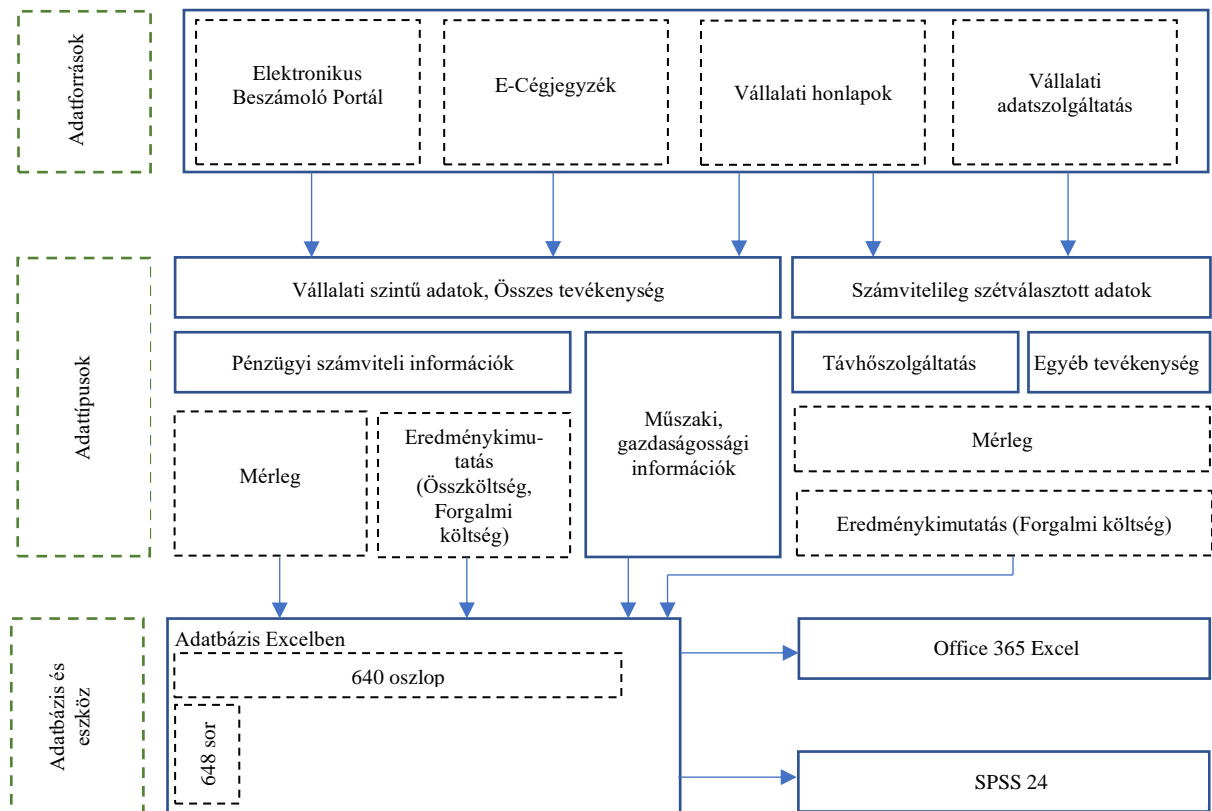 Adatforrások
Elektronikus
Beszámoló Portál
E-Cégjegyzék
Vállalati honlapok
Vállalati
adatszolgáltatás
Adattípusok
Vállalati szintű adatok, Összes tevékenység
Számvitelileg szétválasztott adatok
Pénzügyi számviteli információk
Műszaki,
gazdaságossági
információk
Távhőszolgáltatás
Egyéb tevékenység
Mérleg
Eredménykimu-
tatás
(Összköltség,
Forgalmi
költség)
Mérleg
Eredménykimutatás (Forgalmi költség)
Adatbázis és
eszköz
Adatbázis Excelben
640 oszlop
648 sor
Office 365 Excel
SPSS 24